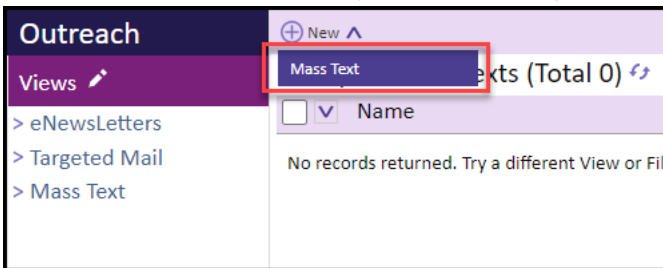 Outreach
New
Views
Mass Text
exts (Total 0)
Name
> eNewsLetters
> Targeted Mail
> Mass Text
No records returned. Try a different View or Fil